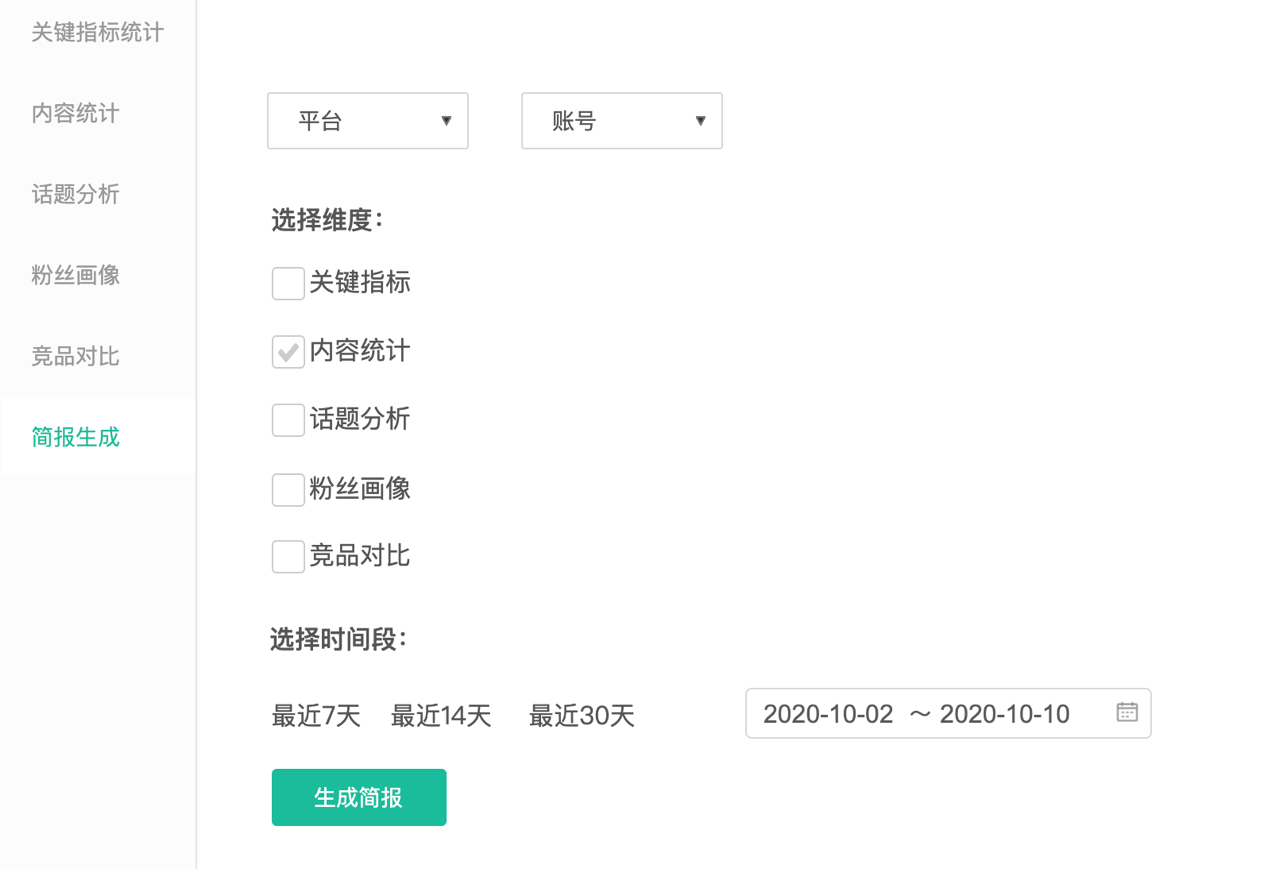 关键指标统计
内容统计
话题分析
粉丝画像
竞品对比
简报生成
平台 账号
选择维度：
关键指标
内容统计
话题分析
粉丝画像
竞品对比
选择时间段：
最近7天 最近14天 最近30天 2020-10-02 ～ 2020-10-10
生成简报